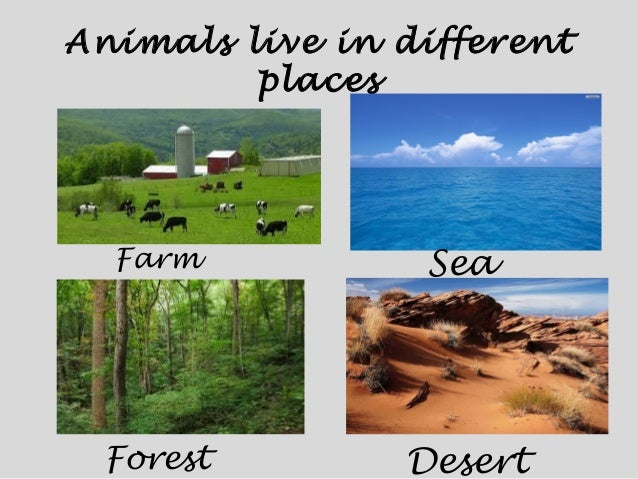 Animals live in different
places
Farm
Sea
Forest
Desert